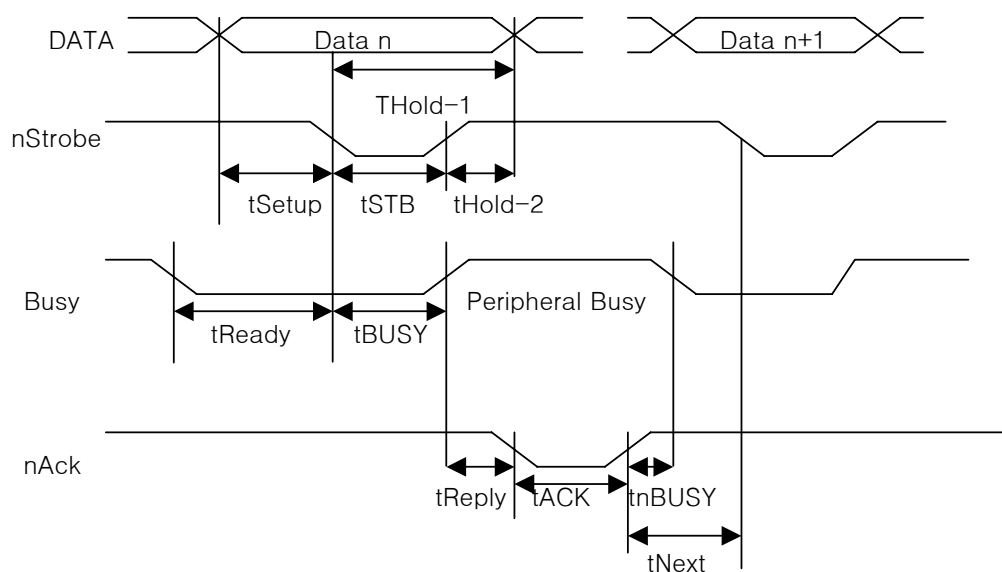 DATA
Data n
Data n+1
THold-1
nStrobe
tSetup
tSTB
tHold-2
Busy
Peripheral Busy
tReady
tBUSY
nAck
tReply
tACK
tnBUSY
tNext